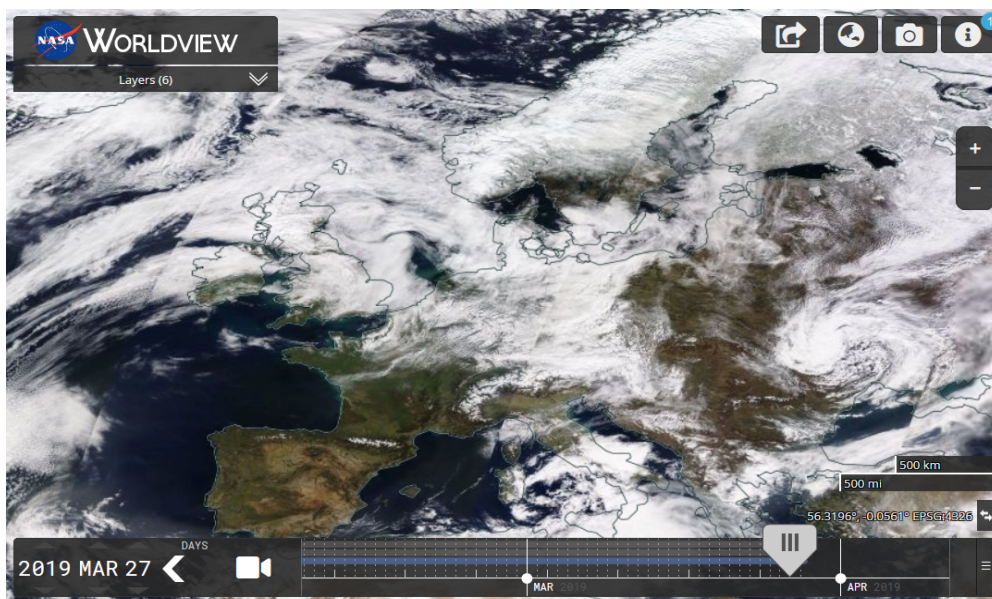 NASA WORLDVIEW
Layers (6)
1
i
+
−
500 km
500 mi
56.3196°, -0.0561° EPSG:4326
DAYS
2019 MAR 27
MAR 2019
APR 2019